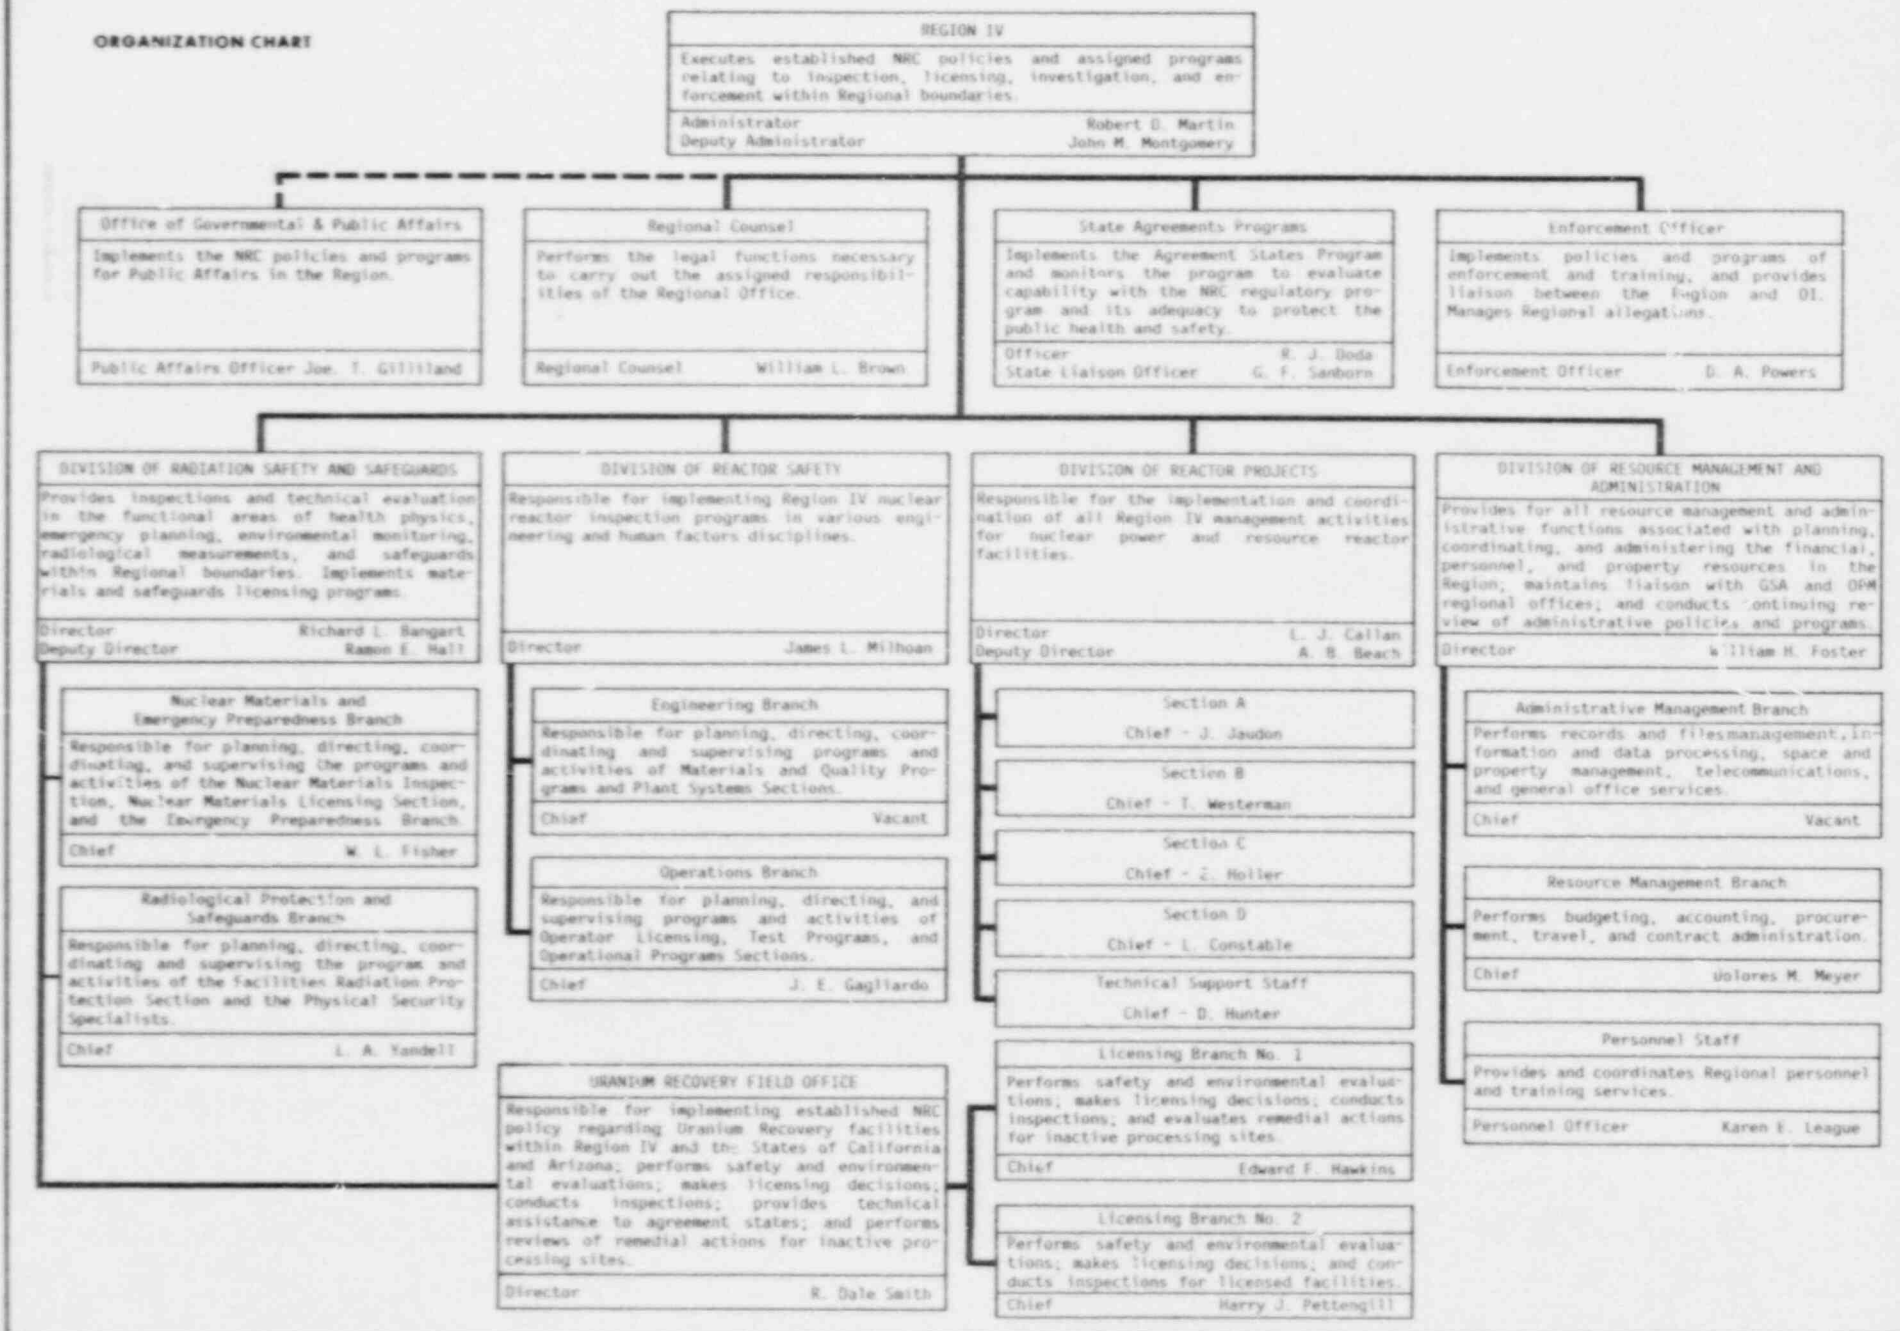 ORGANIZATION CHART
REGION IV
Executes established NRC policies and assigned programs
relating to inspection, licensing, investigation, and en-
forcement within Regional boundaries.
Administrator Robert D. Martin
Deputy Administrator John M. Montgomery
Office of Governmental & Public Affairs
Implements the NRC policies and programs
for Public Affairs in the Region.
Public Affairs Officer Joe. T. Gilliland
Regional Counsel
Performs the legal functions necessary
to carry out the assigned responsibil-
ities of the Regional Office.
Regional Counsel William L. Brown
State Agreements Programs
Implements the Agreement States Program
and monitors the program to evaluate
capability with the NRC regulatory pro-
gram and its adequacy to protect the
public health and safety.
Officer R. J. Doda
State Liaison Officer G. F. Sanborn
Enforcement Officer
Implements policies and programs of
enforcement and training, and provides
liaison between the Region and OI.
Manages Regional allegations.
Enforcement Officer D. A. Powers
DIVISION OF RADIATION SAFETY AND SAFEGUARDS
Provides inspections and technical evaluation
in the functional areas of health physics,
emergency planning, environmental monitoring,
radiological measurements, and safeguards
within Regional boundaries. Implements mate-
rials and safeguards licensing programs.
Director Richard L. Bangart
Deputy Director Ramon E. Hall
Nuclear Materials and
Emergency Preparedness Branch
Responsible for planning, directing, coor-
dinating, and supervising the programs and
activities of the Nuclear Materials Inspec-
tion, Nuclear Materials Licensing Section,
and the Emergency Preparedness Branch.
Chief W. L. Fisher
Radiological Protection and
Safeguards Branch
Responsible for planning, directing, coor-
dinating and supervising the program and
activities of the Facilities Radiation Pro-
tection Section and the Physical Security
Specialists.
Chief L. A. Yandell
DIVISION OF REACTOR SAFETY
Responsible for implementing Region IV nuclear
reactor inspection programs in various engi-
neering and human factors disciplines.
Director James L. Milhoan
Engineering Branch
Responsible for planning, directing, coor-
dinating and supervising programs and
activities of Materials and Quality Pro-
grams and Plant Systems Sections.
Chief Vacant
Operations Branch
Responsible for planning, directing, and
supervising programs and activities of
Operator Licensing, Test Programs, and
Operational Programs Sections.
Chief J. E. Gagliardo
URANIUM RECOVERY FIELD OFFICE
Responsible for implementing established NRC
policy regarding Uranium Recovery facilities
within Region IV and the States of California
and Arizona; performs safety and environmen-
tal evaluations; makes licensing decisions;
conducts inspections; provides technical
assistance to agreement states; and performs
reviews of remedial actions for inactive pro-
cessing sites.
Director R. Dale Smith
DIVISION OF REACTOR PROJECTS
Responsible for the implementation and coordi-
nation of all Region IV management activities
for nuclear power and resource reactor
facilities.
Director L. J. Callan
Deputy Director A. B. Beach
Section A
Chief - J. Jaudon
Section B
Chief - T. Westerman
Section C
Chief - Holler
Section D
Chief - L. Constable
Technical Support Staff
Chief - D. Hunter
Licensing Branch No. 1
Performs safety and environmental evalua-
tions; makes licensing decisions; conducts
inspections; and evaluates remedial actions
for inactive processing sites.
Chief Edward F. Hawkins
Licensing Branch No. 2
Performs safety and environmental evalua-
tions; makes licensing decisions; and con-
ducts inspections for licensed facilities.
Chief Harry J. Pettengill
DIVISION OF RESOURCE MANAGEMENT AND
ADMINISTRATION
Provides for all resource management and admin-
istrative functions associated with planning,
coordinating, and administering the financial,
personnel, and property resources in the
Region; maintains liaison with GSA and OPM
regional offices; and conducts continuing re-
view of administrative policies and programs.
Director William H. Foster
Administrative Management Branch
Performs records and files management, in-
formation and data processing, space and
property management, telecommunications,
and general office services.
Chief Vacant
Resource Management Branch
Performs budgeting, accounting, procure-
ment, travel, and contract administration.
Chief Dolores M. Meyer
Personnel Staff
Provides and coordinates Regional personnel
and training services.
Personnel Officer Karen E. League